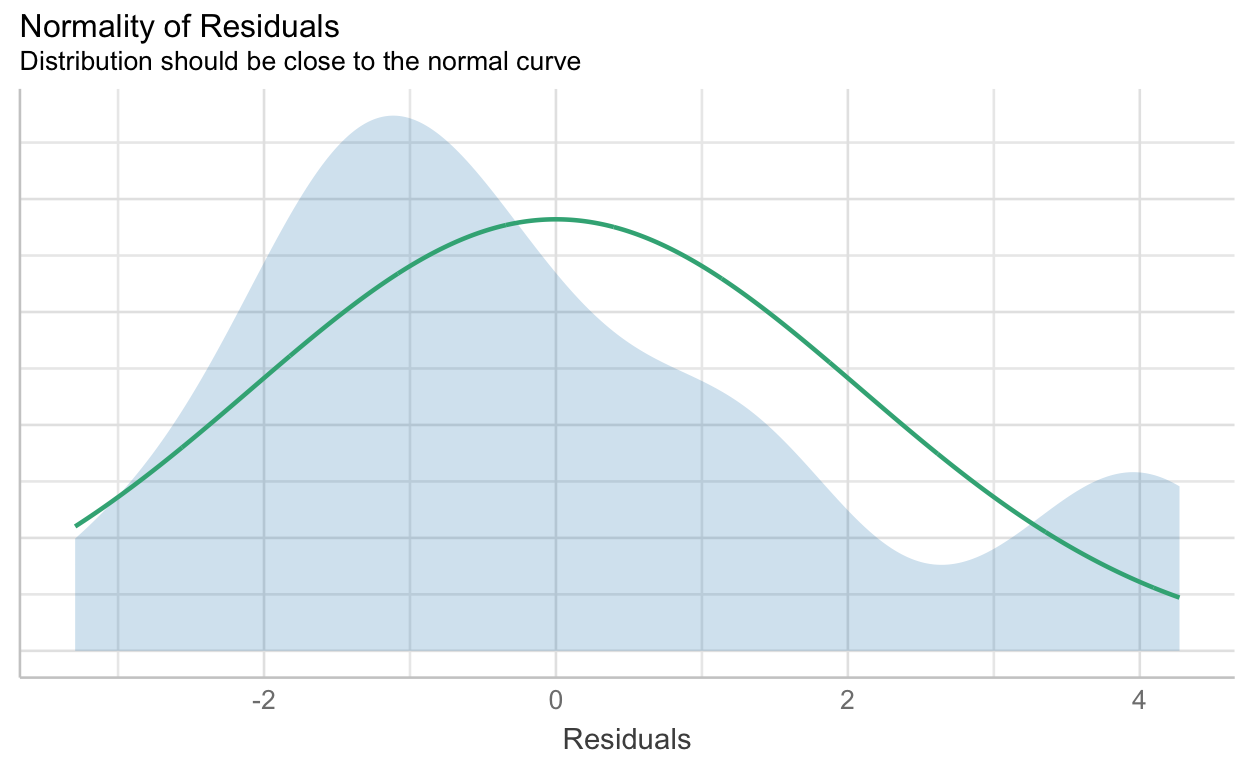 Normality of Residuals
Distribution should be close to the normal curve
-2 0 2 4
Residuals